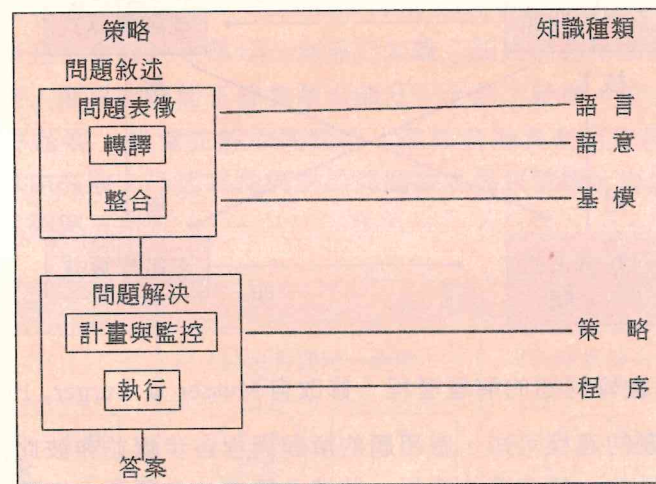 策略 知識種類
問題敘述
問題表徵
語言
轉譯 語意
整合 基模
問題解決
計畫與監控 策略
執行 程序
答案